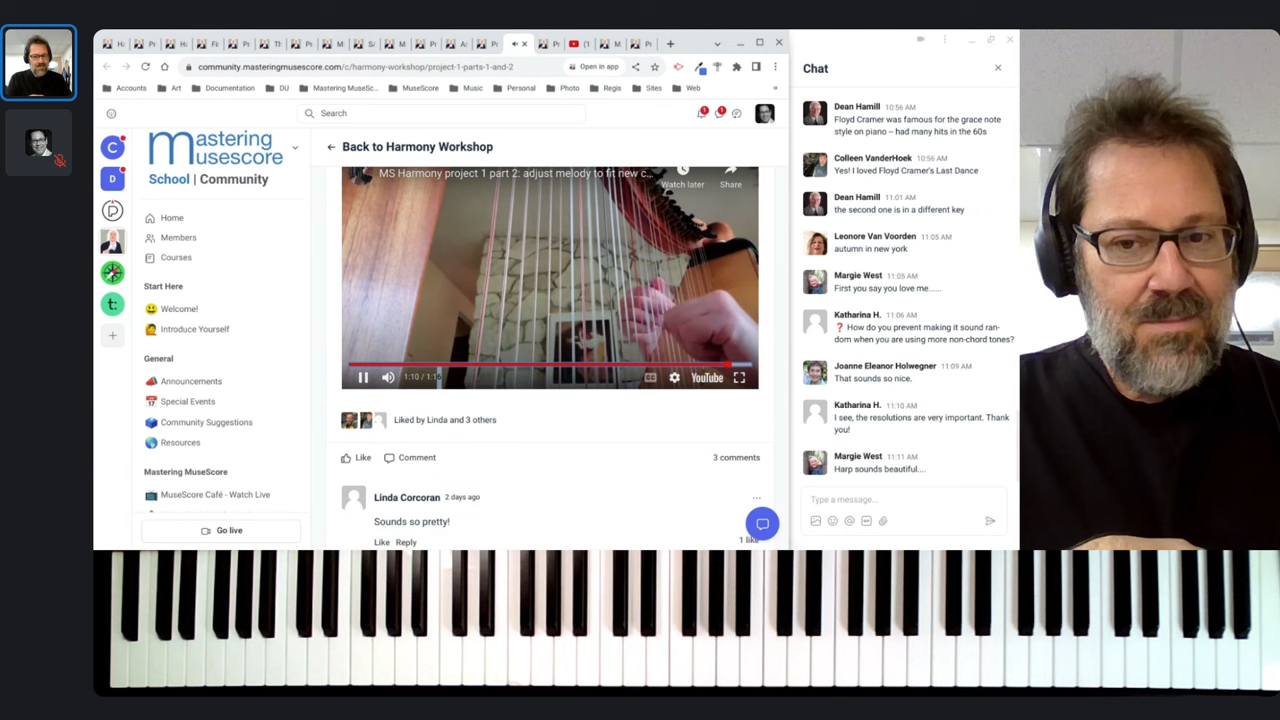 community.masteringmusescore.com/c/harmony-workshop/project-1-parts-1-and-2
Open in app
Accounts
Art
Documentation
DU
Mastering MuseSc...
MuseScore
Music
Personal
Photo
Regis
Sites
Web
Search
mastering
musescore
School | Community
Home
Members
Courses
Start Here
Welcome!
Introduce Yourself
General
Announcements
Special Events
Community Suggestions
Resources
Mastering MuseScore
MuseScore Café - Watch Live
Go live
Back to Harmony Workshop
MS Harmony project 1 part 2: adjust melody to fit new c...
Watch later
Share
YouTube
Liked by Linda and 3 others
Like
Comment
3 comments
Linda Corcoran 2 days ago
Sounds so pretty!
Like Reply
1 like
Chat
Dean Hamill 10:56 AM
Floyd Cramer was famous for the grace note
style on piano – had many hits in the 60s
Colleen VanderHoek 10:56 AM
Yes! I loved Floyd Cramer's Last Dance
Dean Hamill 11:01 AM
the second one is in a different key
Leonore Van Voorden 11:05 AM
autumn in new york
Margie West 11:05 AM
First you say you love me......
Katharina H. 11:06 AM
❓ How do you prevent making it sound ran-
dom when you are using more non-chord tones?
Joanne Eleanor Holwegner 11:09 AM
That sounds so nice.
Katharina H. 11:10 AM
I see, the resolutions are very important. Thank
you!
Margie West 11:11 AM
Harp sounds beautiful....
Type a message...